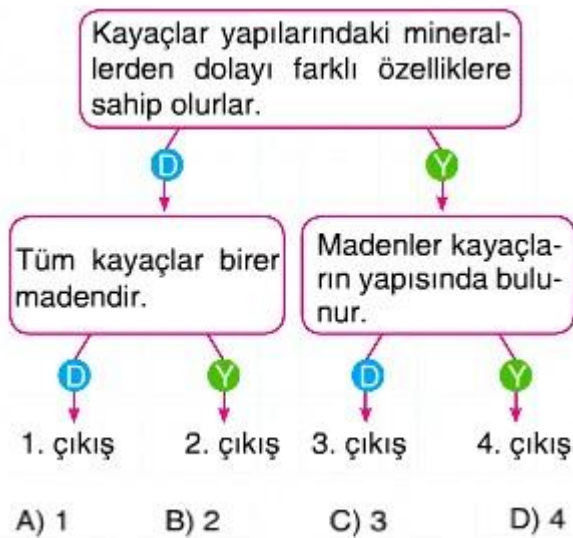 Kayaçlar yapılarındaki mineral-
lerden dolayı farklı özelliklere
sahip olurlar.
D
Y
Tüm kayaçlar birer
madendir.
Madenler kayaçla-
rın yapısında bulu-
nur.
D
Y
D
Y
1. çıkış
2. çıkış
3. çıkış
4. çıkış
A) 1
B) 2
C) 3
D) 4